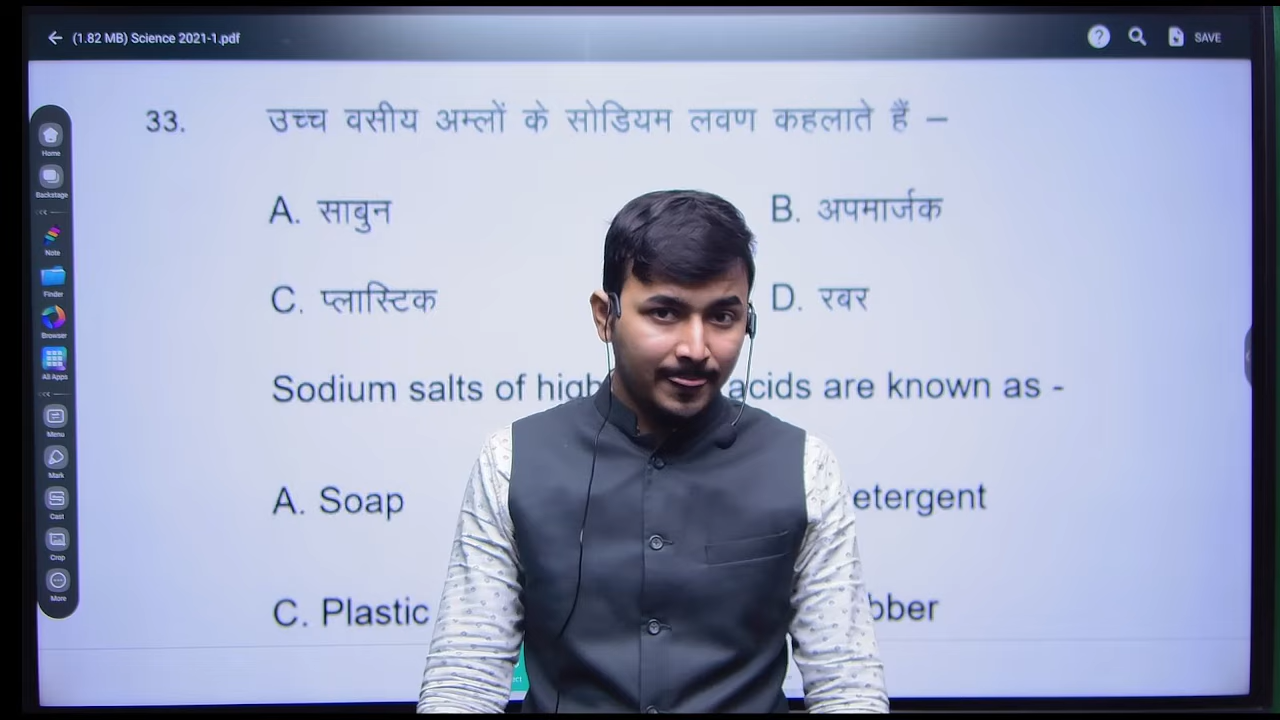 (1.82 MB) Science 2021-1.pdf
SAVE
33. उच्च वसीय अम्लों के सोडियम लवण कहलाते हैं –
A. साबुन B. अपमार्जक
C. प्लास्टिक D. रबर
Sodium salts of high acids are known as -
A. Soap etergent
C. Plastic bber
Home
Backstage
Note
Finder
Browser
All Apps
Menu
Mark
Cast
Crop
More